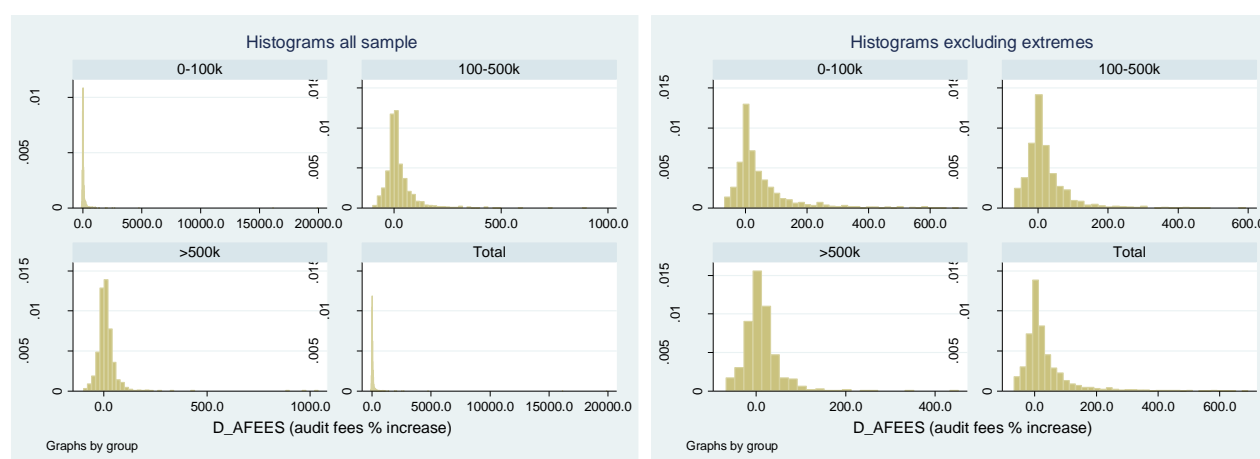 Histograms all sample
0-100k
100-500k
0
.005
.01
0
.005
.01
.015
0.0 5000.0 10000.0 15000.0 20000.0
0.0 500.0 1000.0
>500k
Total
0
.005
.01
.015
0
.005
.01
.015
0.0 500.0 1000.0
0.0 5000.0 10000.0 15000.0 20000.0
D_AFEES (audit fees % increase)
Graphs by group
Histograms excluding extremes
0-100k
100-500k
0
.005
.01
.015
0
.005
.01
.015
0.0 200.0 400.0 600.0
0.0 200.0 400.0 600.0
>500k
Total
0
.005
.01
.015
0
.005
.01
.015
0.0 200.0 400.0
0.0 200.0 400.0 600.0
D_AFEES (audit fees % increase)
Graphs by group